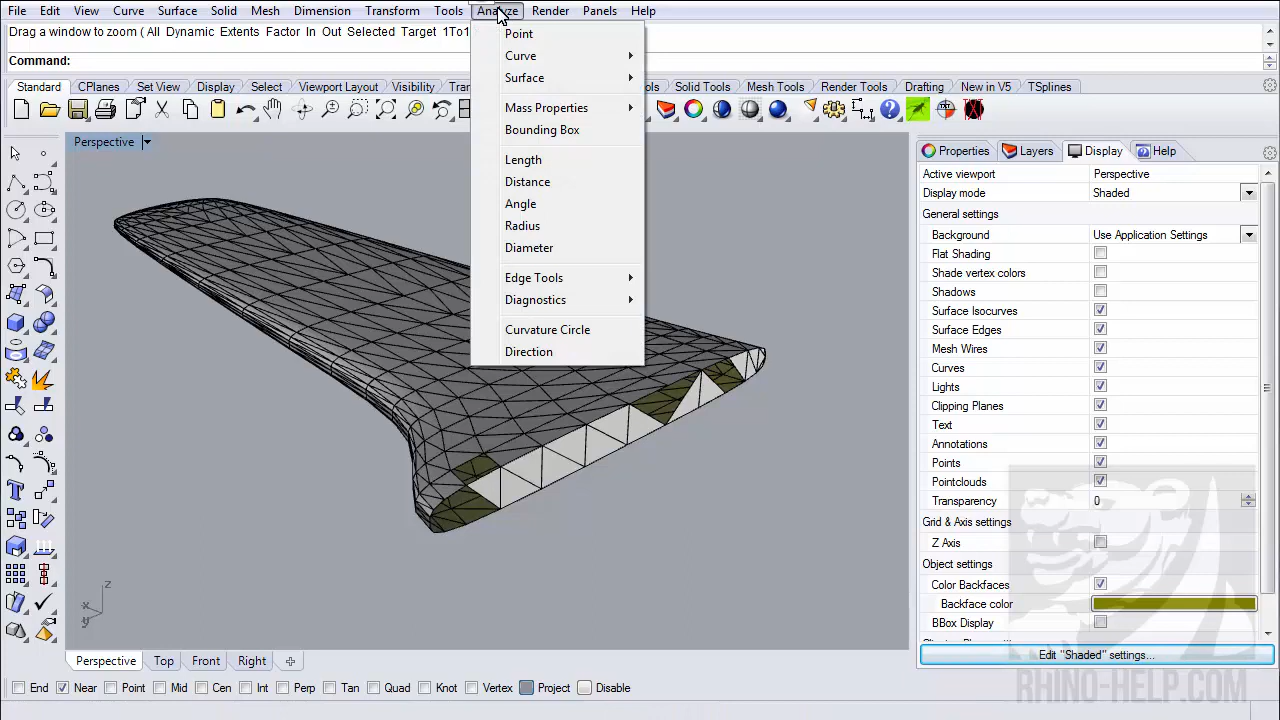 File Edit View Curve Surface Solid Mesh Dimension Transform Tools Analyze Render Panels Help
Drag a window to zoom ( All Dynamic Extents Factor In Out Selected Target 1To1
Command:
Standard CPlanes Set View Display Select Viewport Layout Visibility Tran ols Solid Tools Mesh Tools Render Tools Drafting New in V5 TSplines
Point
Curve
Surface
Mass Properties
Bounding Box
Length
Distance
Angle
Radius
Diameter
Edge Tools
Diagnostics
Curvature Circle
Direction
Perspective
Properties Layers Display Help
Active viewport Perspective
Display mode Shaded
General settings
Background Use Application Settings
Flat Shading
Shade vertex colors
Shadows
Surface Isocurves
Surface Edges
Mesh Wires
Curves
Lights
Clipping Planes
Text
Annotations
Points
Pointclouds
Transparency 0
Grid & Axis settings
Z Axis
Object settings
Color Backfaces
Backface color
BBox Display
Edit "Shaded" settings...
z
x
y
Perspective Top Front Right
End Near Point Mid Cen Int Perp Tan Quad Knot Vertex Project Disable
RHINO-HELP.COM